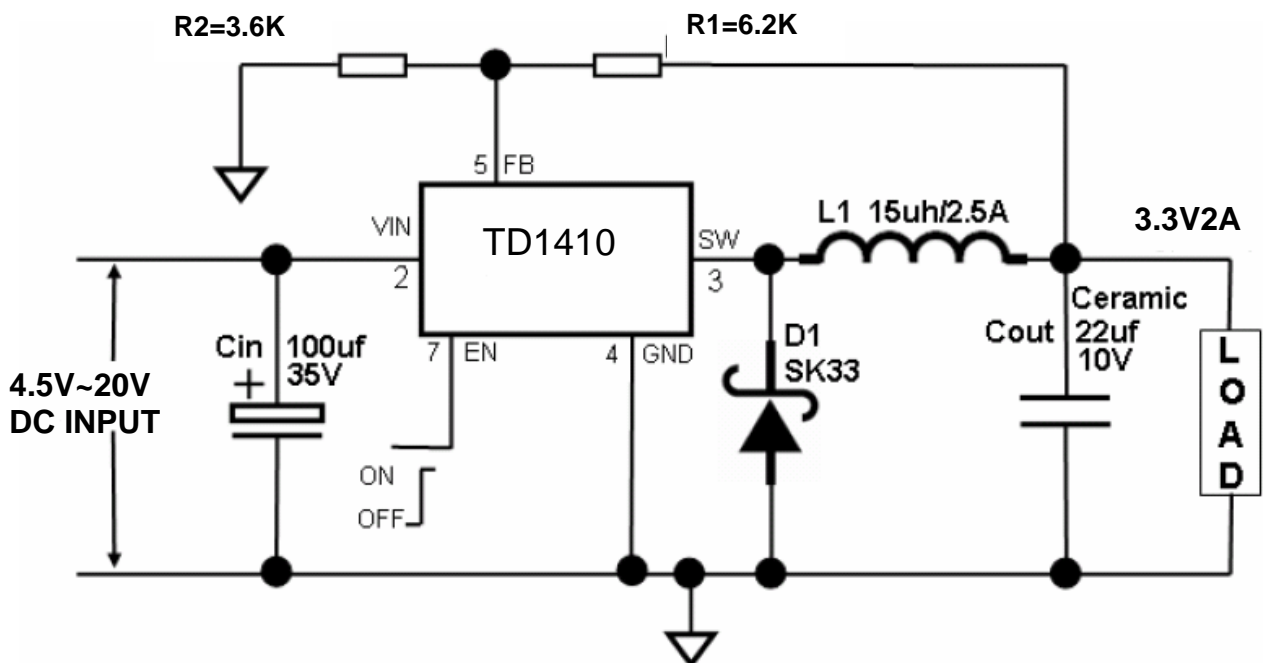 R2=3.6K
R1=6.2K
5 FB
VIN
TD1410
SW
2
3
L1 15uh/2.5A
3.3V2A
Cin 100uf
35V
+
7 EN
4 GND
D1
SK33
Ceramic
Cout 22uf
10V
4.5V~20V
DC INPUT
ON
OFF
L
O
A
D